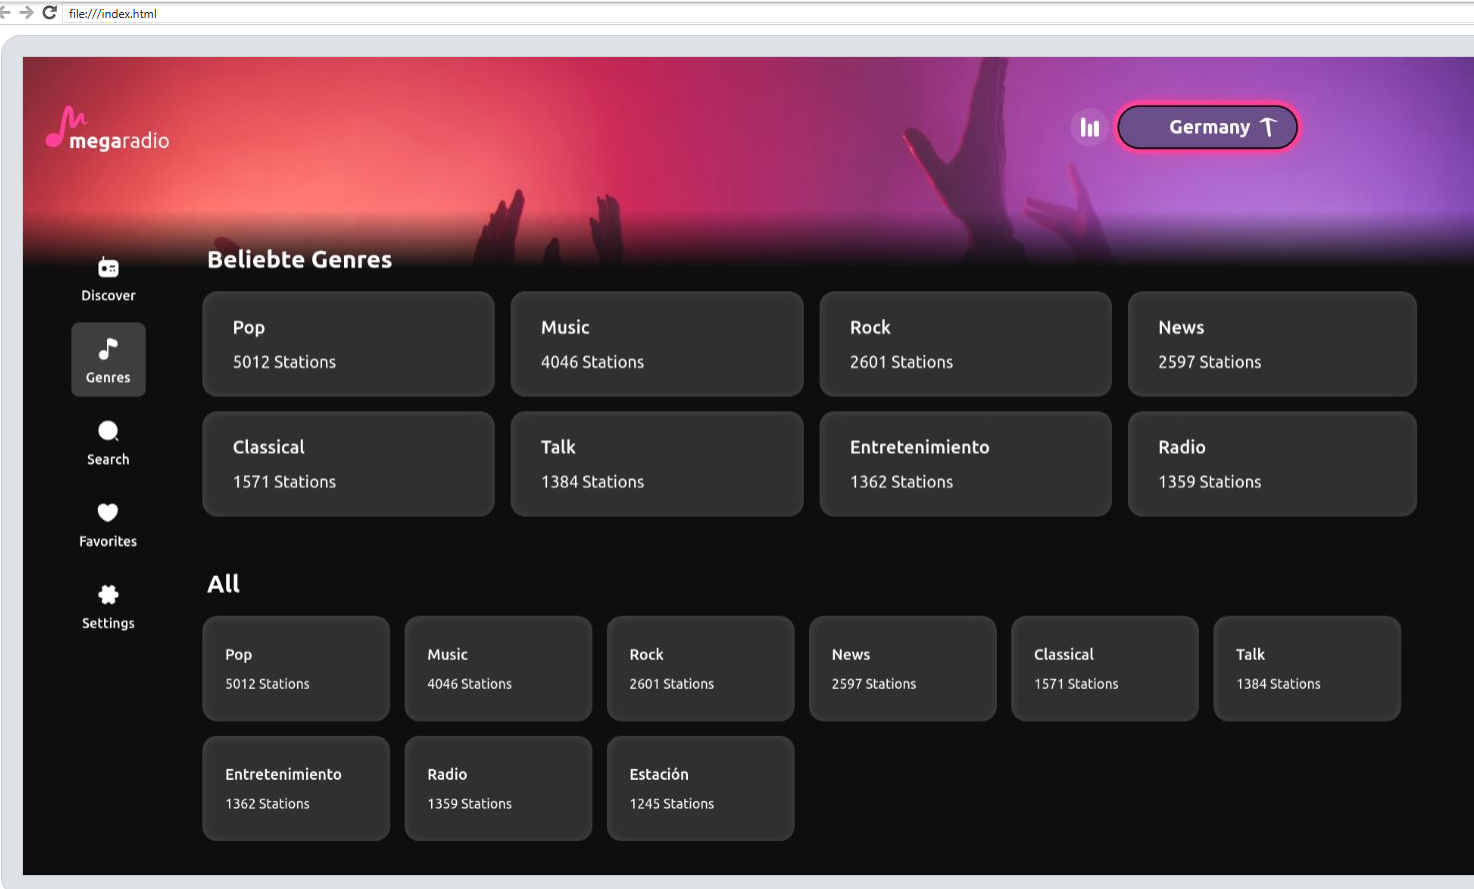 file:///index.html
megaradio
Germany
Discover
Genres
Search
Favorites
Settings
Beliebte Genres
Pop
5012 Stations
Music
4046 Stations
Rock
2601 Stations
News
2597 Stations
Classical
1571 Stations
Talk
1384 Stations
Entretenimiento
1362 Stations
Radio
1359 Stations
All
Pop
5012 Stations
Music
4046 Stations
Rock
2601 Stations
News
2597 Stations
Classical
1571 Stations
Talk
1384 Stations
Entretenimiento
1362 Stations
Radio
1359 Stations
Estación
1245 Stations